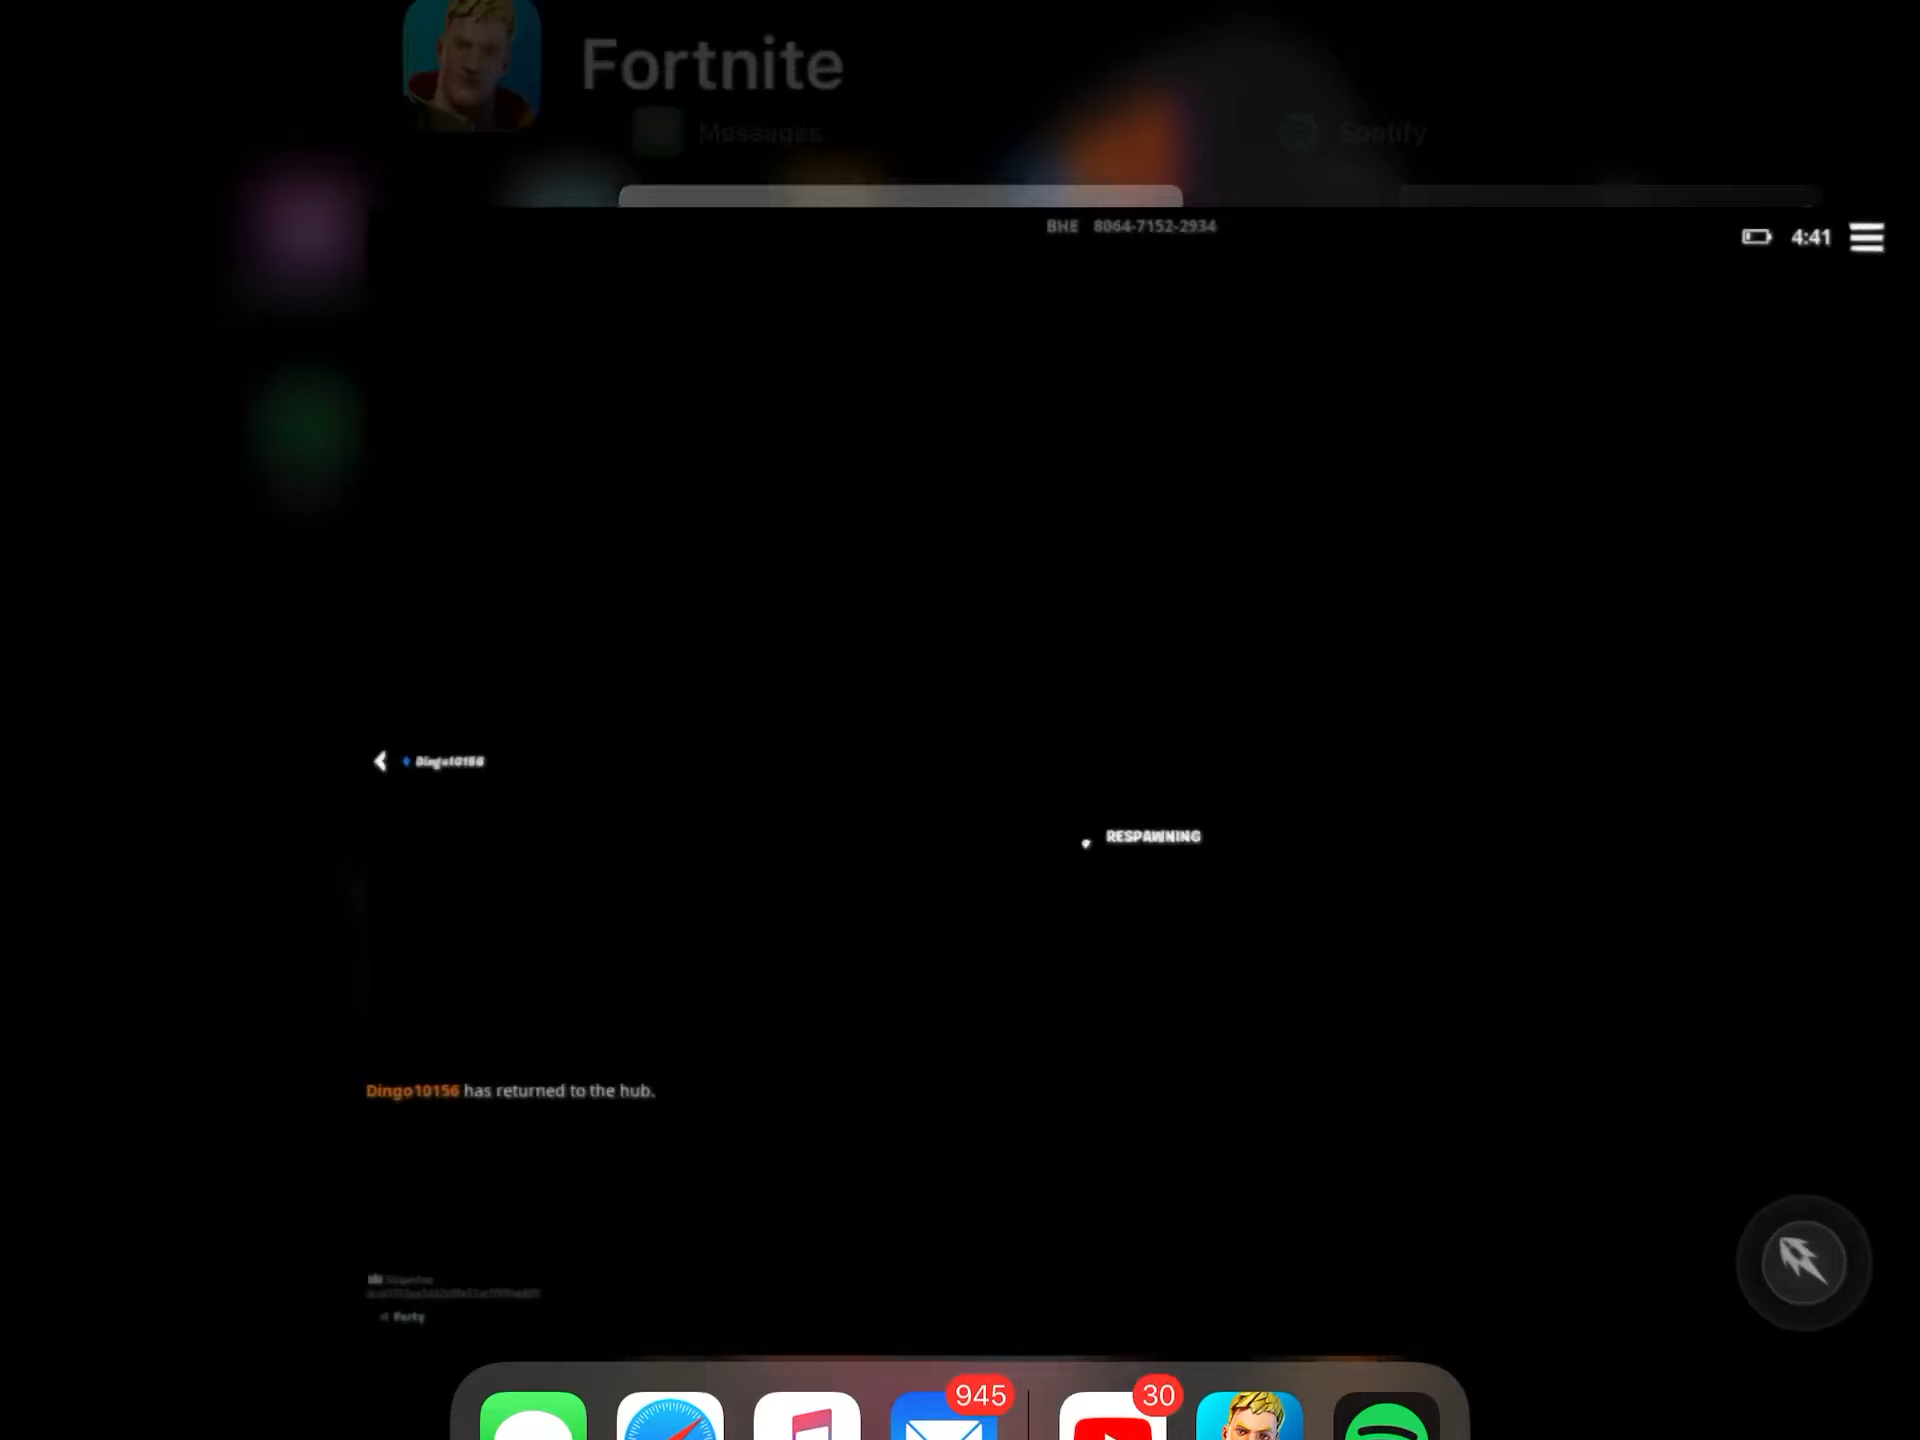 Fortnite
Messages
Spotify
BHE 8064-7152-2934
4:41
Dingo10156
RESPAWNING
Dingo10156 has returned to the hub.
Party
945
30